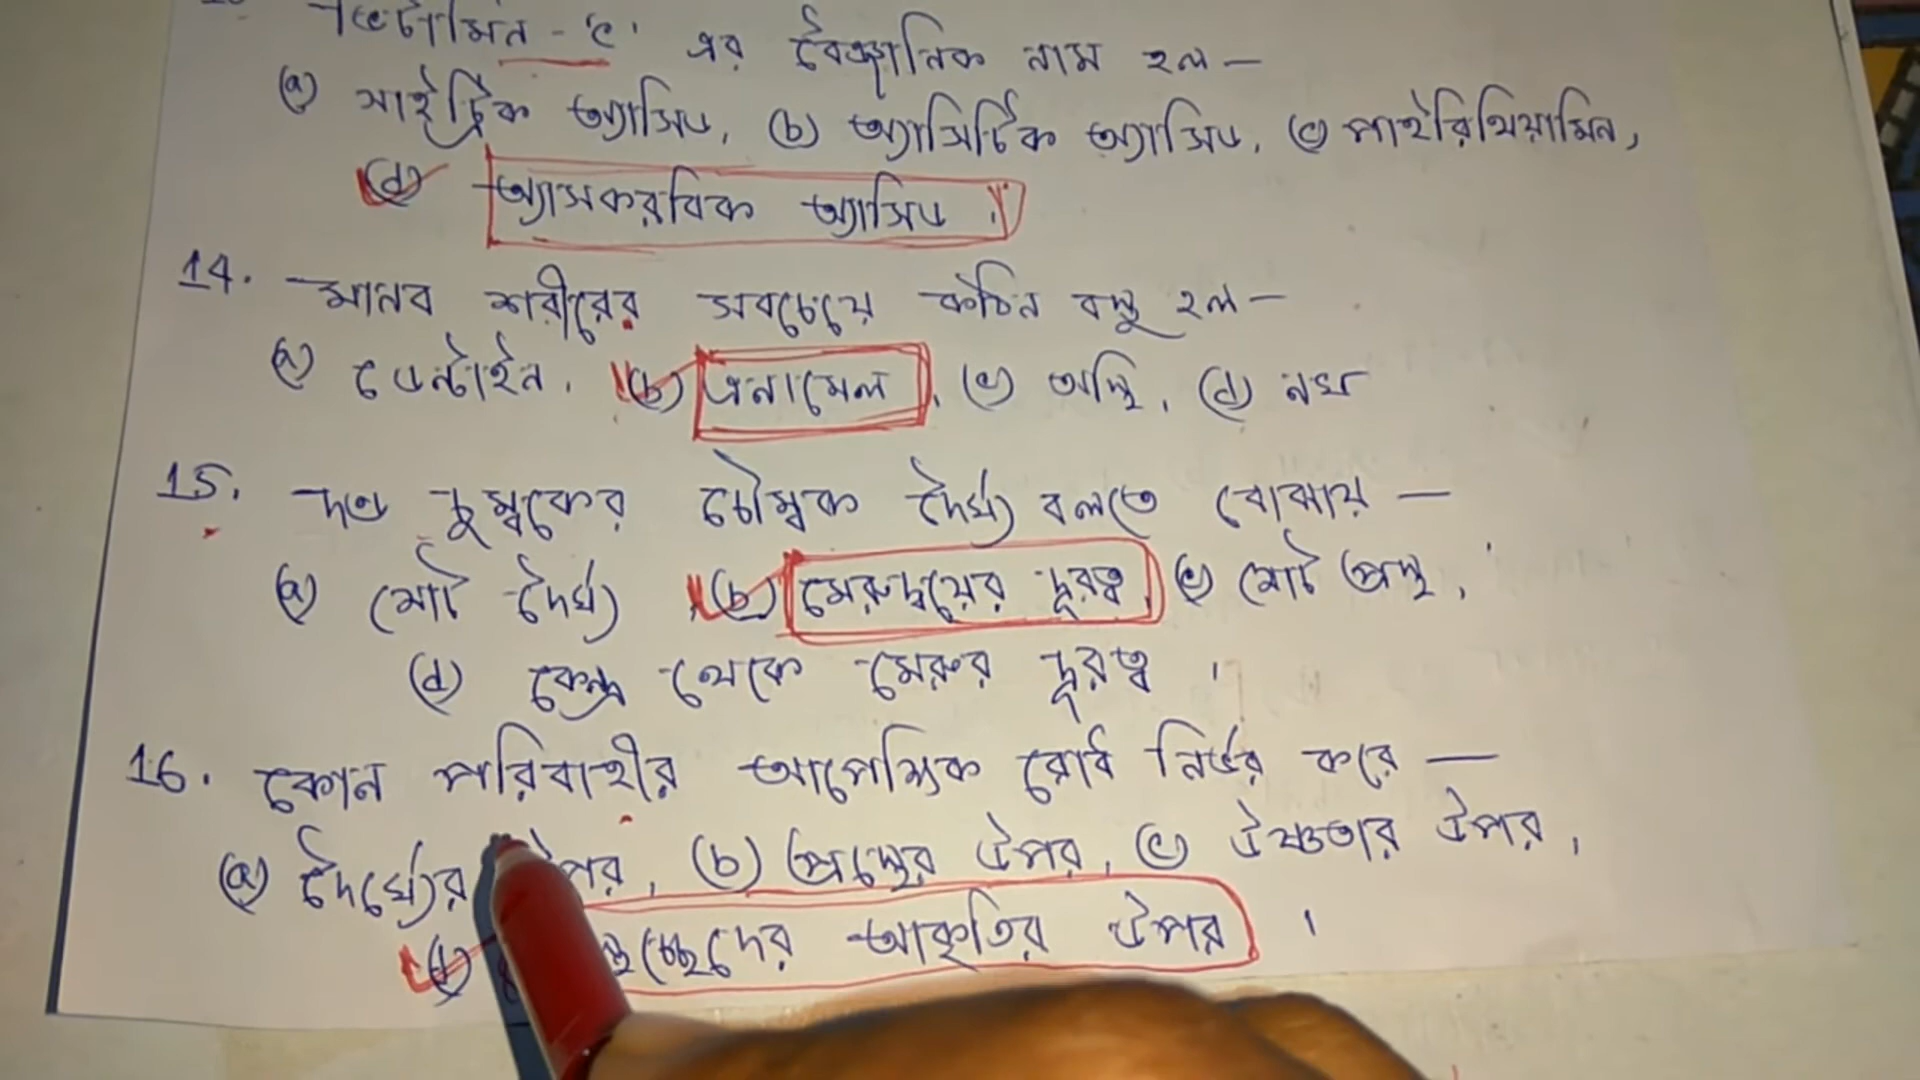 ভিটামিন - 'c' এর বৈজ্ঞানিক নাম হল —
(a) সাইট্রিক অ্যাসিড, (b) অ্যাসিটিক অ্যাসিড, (c) পাইরিথিয়ামিন,
(d) অ্যাসকরবিক অ্যাসিড ।
14. মানব শরীরের সবচেয়ে কঠিন বস্তু হল —
(a) ডেন্টাইন, (b) এনামেল, (c) অস্থি, (d) নখ
15. দণ্ড চুম্বকের চৌম্বক দৈর্ঘ্য বলতে বোঝায় —
(a) মোট দৈর্ঘ্য (b) মেরুদ্বয়ের দূরত্ব, (c) মোট প্রস্থ,
(d) কেন্দ্র থেকে মেরুর দূরত্ব ।
16. কোন পরিবাহীর আপেক্ষিক রোধ নির্ভর করে —
(a) দৈর্ঘ্যের উপর, (b) প্রস্থের উপর, (c) উষ্ণতার উপর,
(d) আকৃতির উপর ।